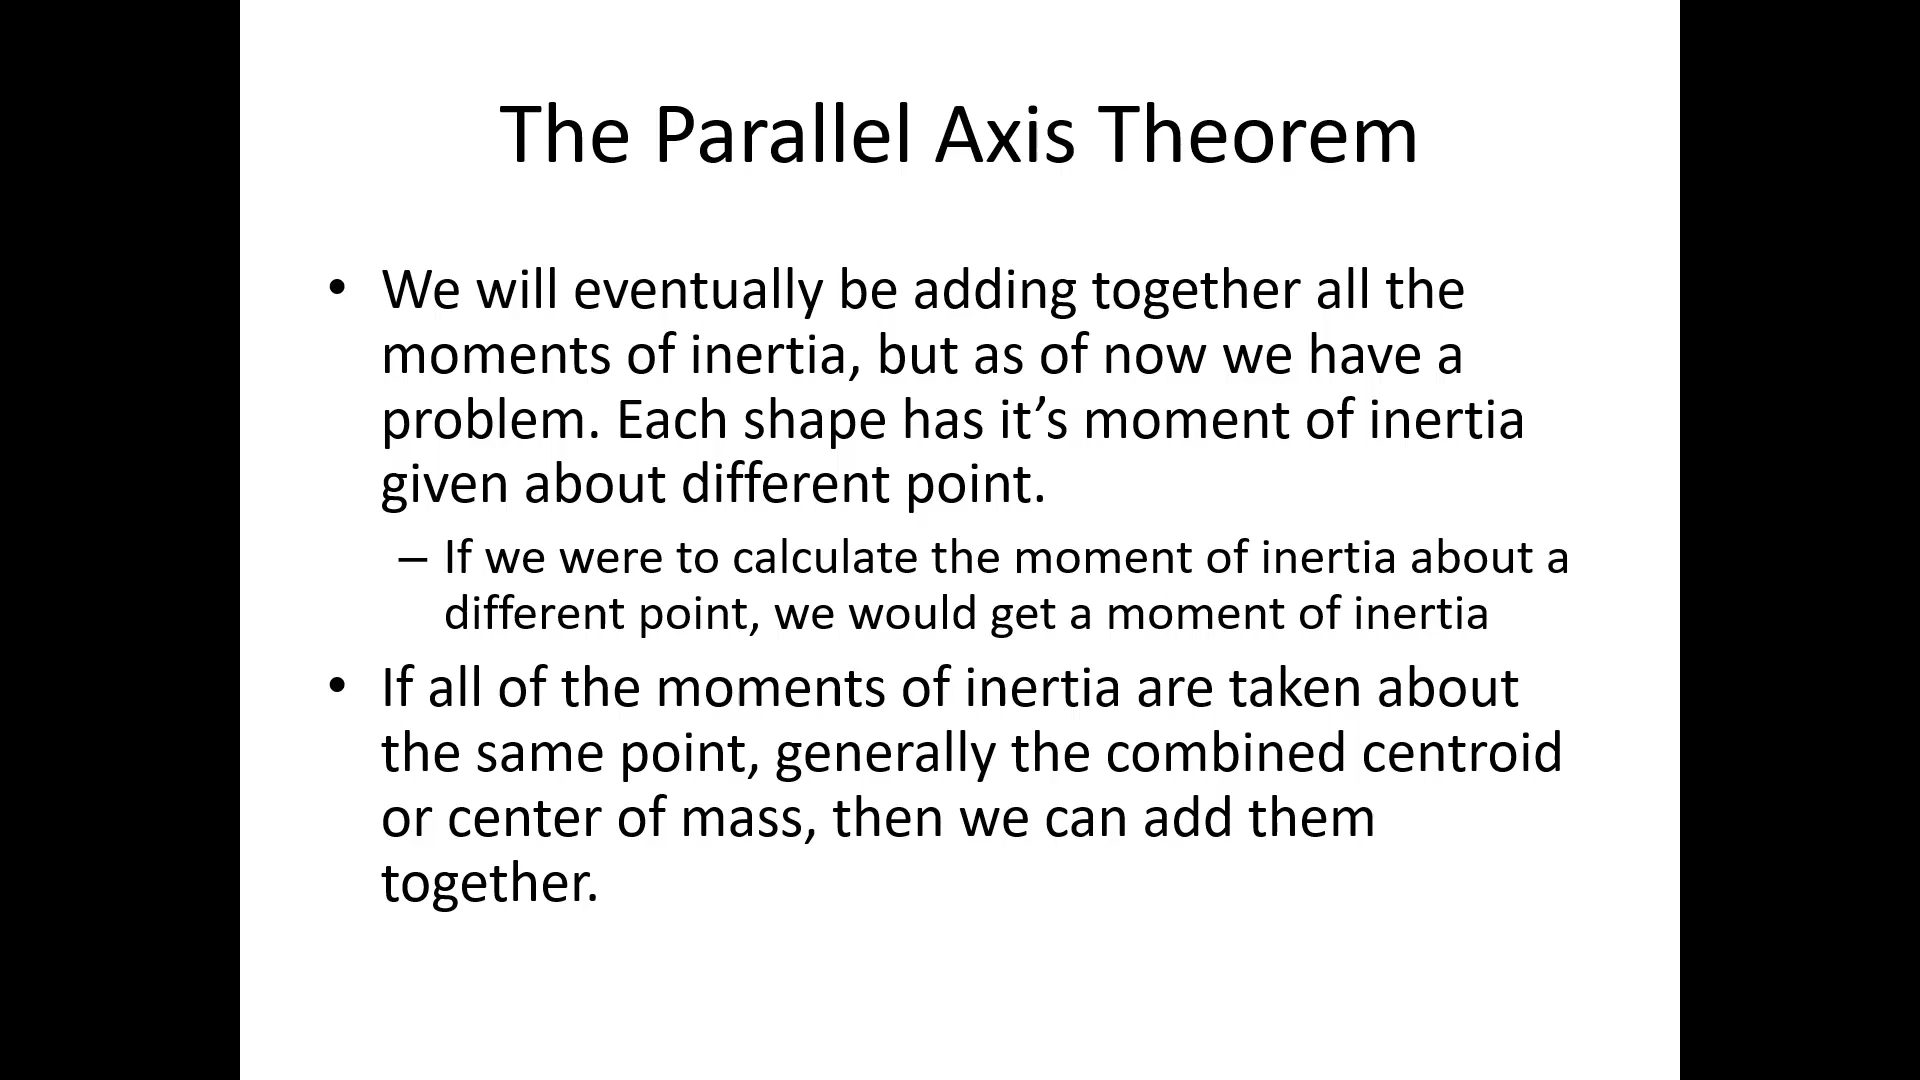 The Parallel Axis Theorem
• We will eventually be adding together all the
moments of inertia, but as of now we have a
problem. Each shape has it’s moment of inertia
given about different point.
– If we were to calculate the moment of inertia about a
different point, we would get a moment of inertia
• If all of the moments of inertia are taken about
the same point, generally the combined centroid
or center of mass, then we can add them
together.